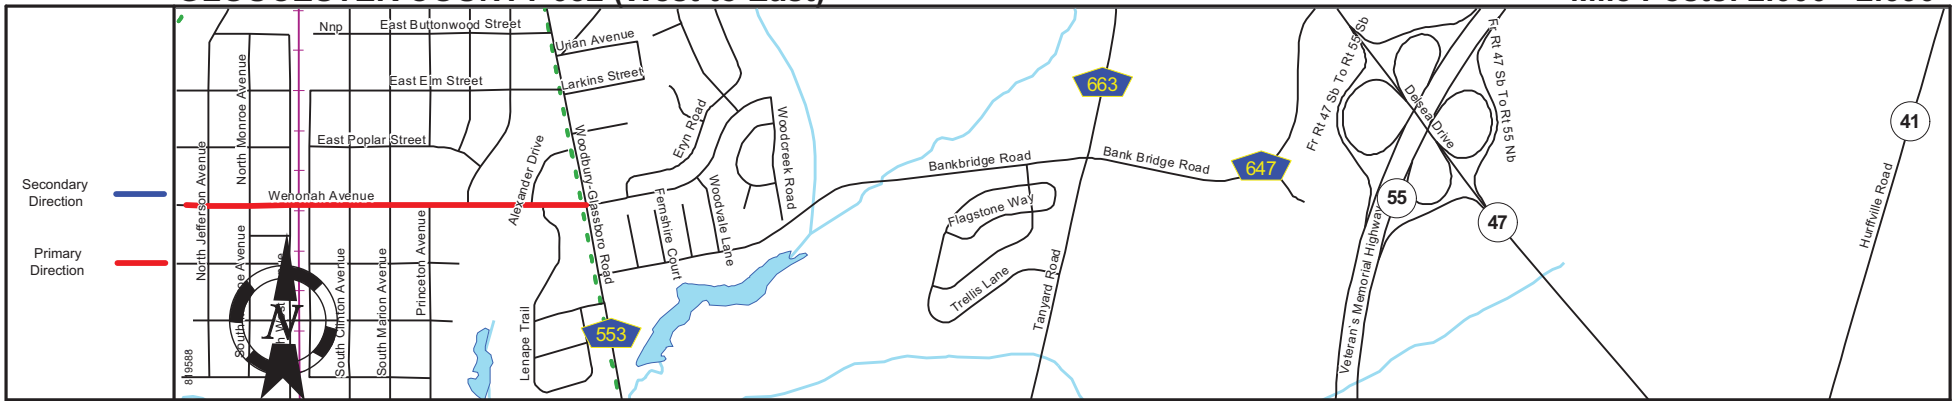 Secondary
Direction
Primary
Direction
Nnp
East Buttonwood Street
East Elm Street
East Poplar Street
Wenonah Avenue
North Jefferson Avenue
North Monroe Avenue
South Clinton Avenue
South Marion Avenue
Princeton Avenue
819588
N
Alexander Drive
Lenape Trail
Woodbury-Glassboro Road
Urian Avenue
Larkins Street
Eryn Road
Fernshire Court
Woodvale Lane
Woodcreek Road
553
Bankbridge Road
Flagstone Way
Trellis Lane
Tanyard Road
663
Bank Bridge Road
647
Fr Rt 47 Sb To Rt 55 Sb
Delsea Drive
Fr Rt 47 Sb To Rt 55 Nb
55
47
Veteran`s Memorial Highway
Hurffville Road
41